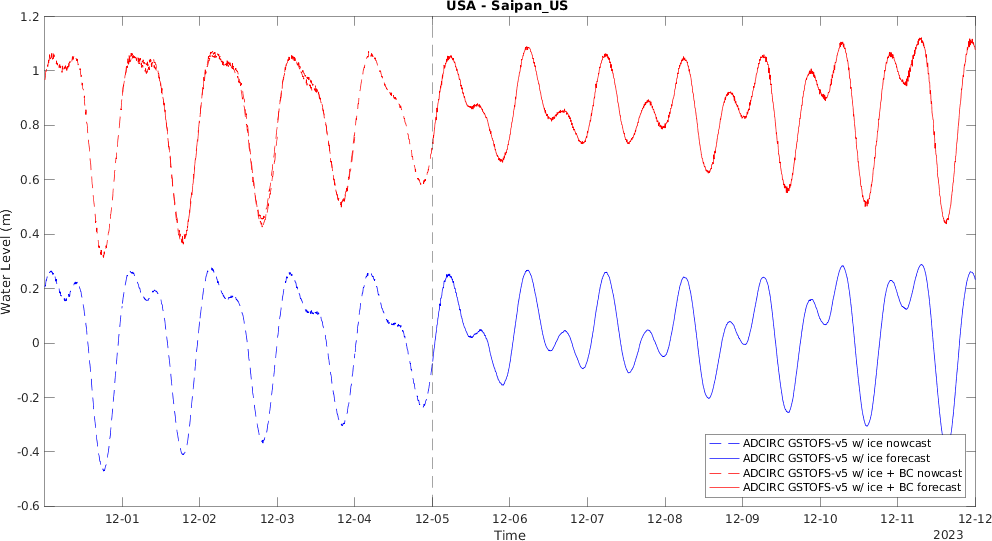 USA - Saipan_US
1.2
1
0.8
0.6
0.4
0.2
0
-0.2
-0.4
-0.6
Water Level (m)
ADCIRC GSTOFS-v5 w/ ice nowcast
ADCIRC GSTOFS-v5 w/ ice forecast
ADCIRC GSTOFS-v5 w/ ice + BC nowcast
ADCIRC GSTOFS-v5 w/ ice + BC forecast
12-01 12-02 12-03 12-04 12-05 12-06 12-07 12-08 12-09 12-10 12-11 12-12
Time
2023